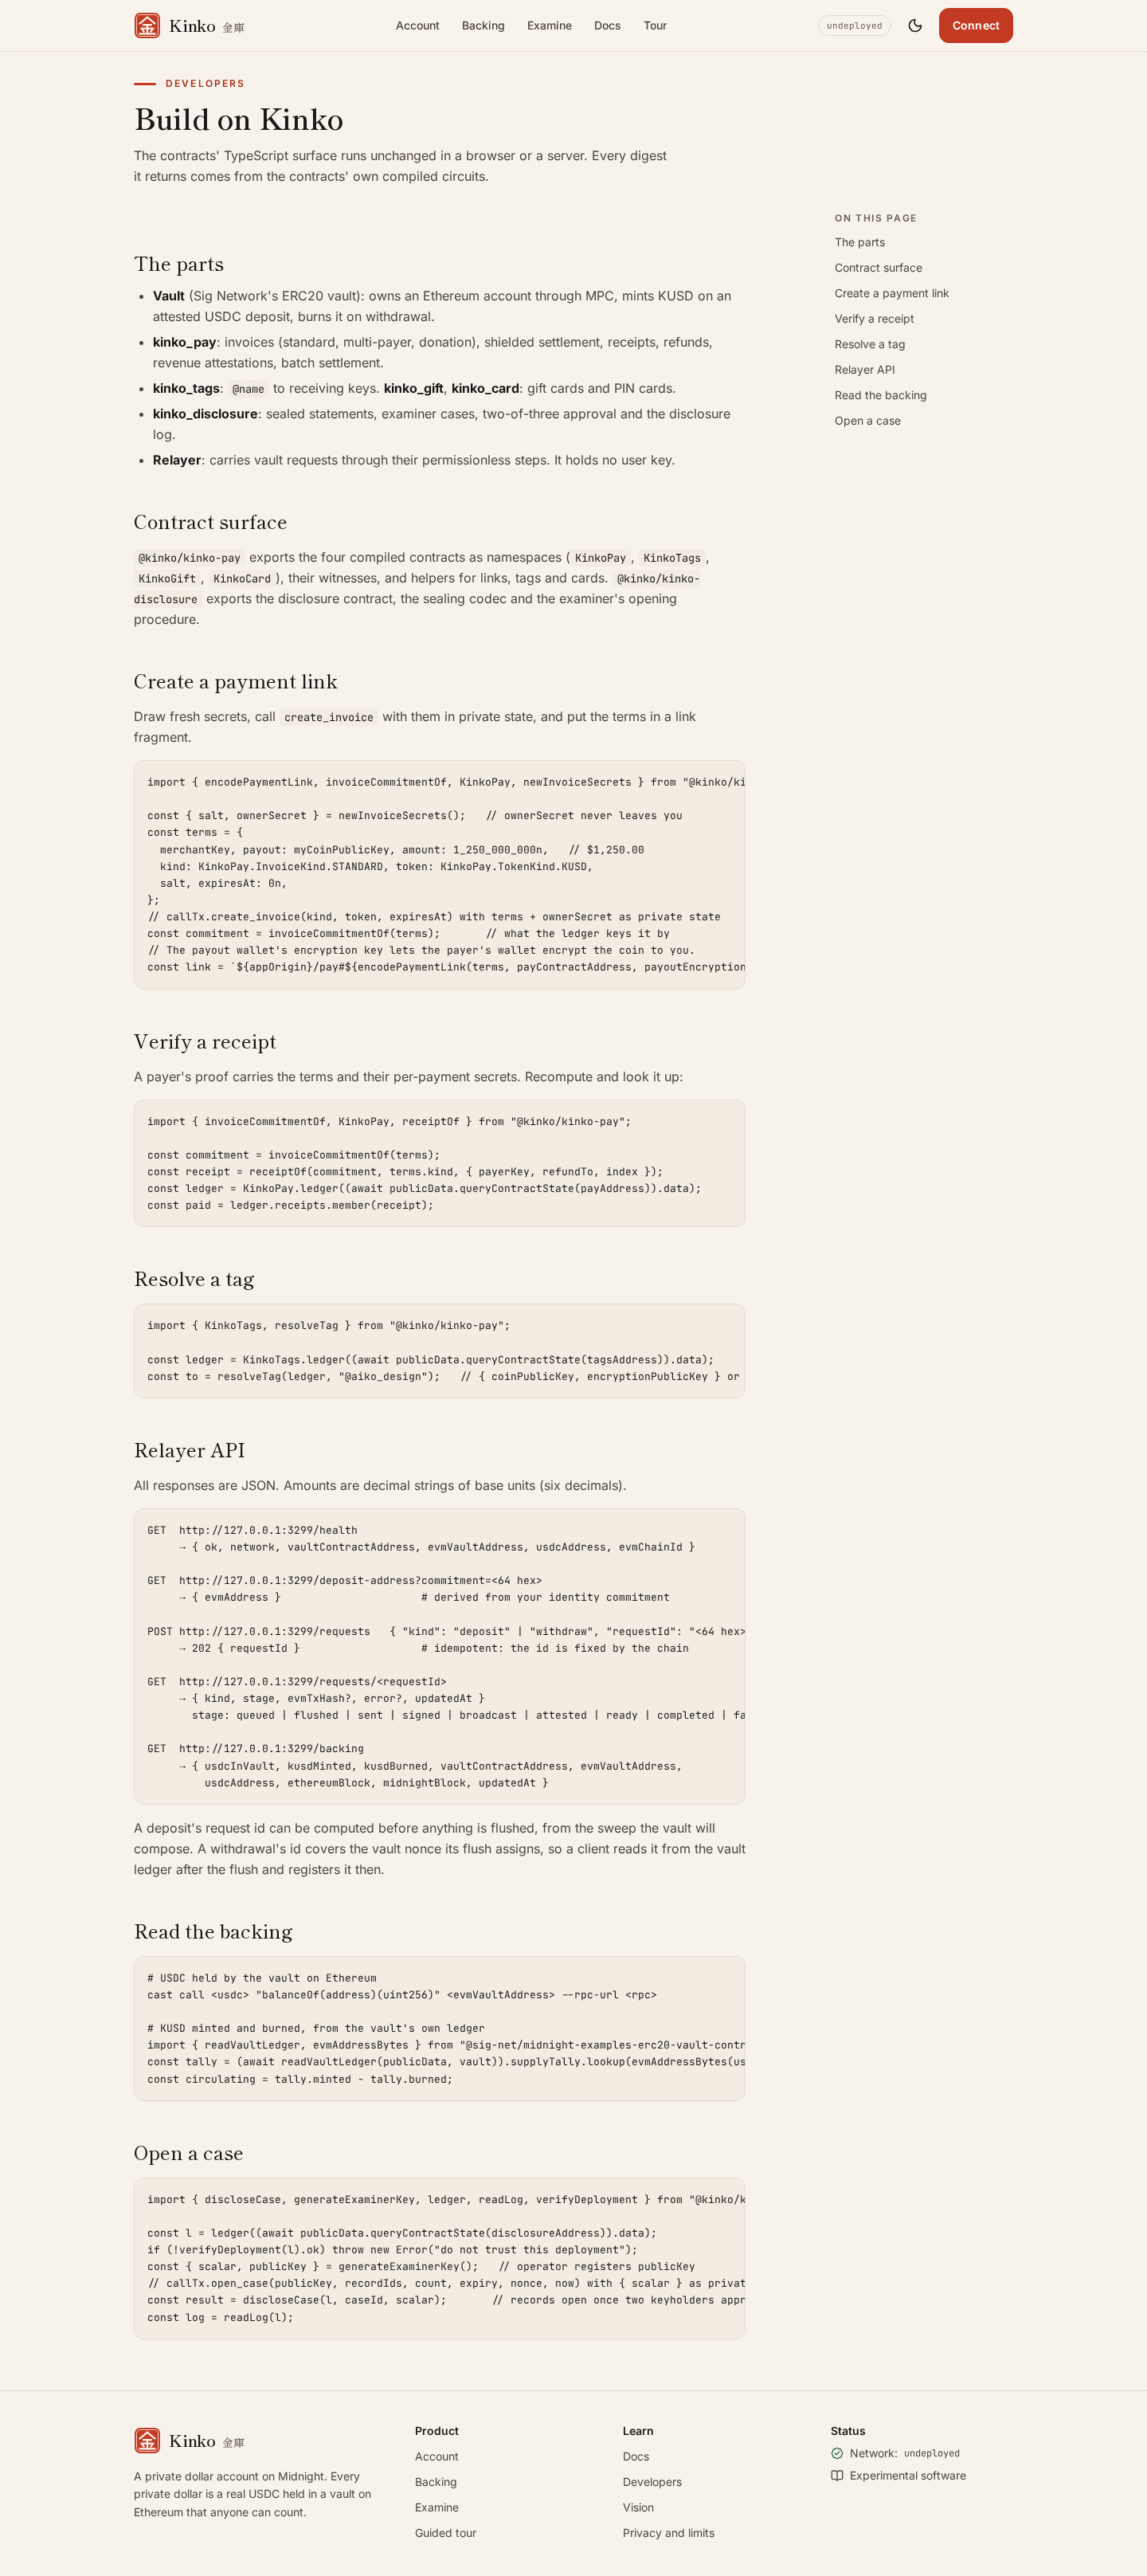 金 Kinko 金庫
Account Backing Examine Docs Tour
undeployed
Connect
DEVELOPERS
Build on Kinko
The contracts' TypeScript surface runs unchanged in a browser or a server. Every digest
it returns comes from the contracts' own compiled circuits.
ON THIS PAGE
The parts
Contract surface
Create a payment link
Verify a receipt
Resolve a tag
Relayer API
Read the backing
Open a case
The parts
• Vault (Sig Network's ERC20 vault): owns an Ethereum account through MPC, mints KUSD on an
attested USDC deposit, burns it on withdrawal.
• kinko_pay: invoices (standard, multi-payer, donation), shielded settlement, receipts, refunds,
revenue attestations, batch settlement.
• kinko_tags: @name to receiving keys. kinko_gift, kinko_card: gift cards and PIN cards.
• kinko_disclosure: sealed statements, examiner cases, two-of-three approval and the disclosure
log.
• Relayer: carries vault requests through their permissionless steps. It holds no user key.
Contract surface
@kinko/kinko-pay exports the four compiled contracts as namespaces ( KinkoPay , KinkoTags ,
KinkoGift , KinkoCard ), their witnesses, and helpers for links, tags and cards. @kinko/kinko-
disclosure exports the disclosure contract, the sealing codec and the examiner's opening
procedure.
Create a payment link
Draw fresh secrets, call create_invoice with them in private state, and put the terms in a link
fragment.
import { encodePaymentLink, invoiceCommitmentOf, KinkoPay, newInvoiceSecrets } from "@kinko/ki
const { salt, ownerSecret } = newInvoiceSecrets();   // ownerSecret never leaves you
const terms = {
  merchantKey, payout: myCoinPublicKey, amount: 1_250_000_000n,   // $1,250.00
  kind: KinkoPay.InvoiceKind.STANDARD, token: KinkoPay.TokenKind.KUSD,
  salt, expiresAt: 0n,
};
// callTx.create_invoice(kind, token, expiresAt) with terms + ownerSecret as private state
const commitment = invoiceCommitmentOf(terms);       // what the ledger keys it by
// The payout wallet's encryption key lets the payer's wallet encrypt the coin to you.
const link = `${appOrigin}/pay#${encodePaymentLink(terms, payContractAddress, payoutEncryption
Verify a receipt
A payer's proof carries the terms and their per-payment secrets. Recompute and look it up:
import { invoiceCommitmentOf, KinkoPay, receiptOf } from "@kinko/kinko-pay";
const commitment = invoiceCommitmentOf(terms);
const receipt = receiptOf(commitment, terms.kind, { payerKey, refundTo, index });
const ledger = KinkoPay.ledger((await publicData.queryContractState(payAddress)).data);
const paid = ledger.receipts.member(receipt);
Resolve a tag
import { KinkoTags, resolveTag } from "@kinko/kinko-pay";
const ledger = KinkoTags.ledger((await publicData.queryContractState(tagsAddress)).data);
const to = resolveTag(ledger, "@aiko_design");   // { coinPublicKey, encryptionPublicKey } or
Relayer API
All responses are JSON. Amounts are decimal strings of base units (six decimals).
GET  http://127.0.0.1:3299/health
     → { ok, network, vaultContractAddress, evmVaultAddress, usdcAddress, evmChainId }
GET  http://127.0.0.1:3299/deposit-address?commitment=<64 hex>
     → { evmAddress }                      # derived from your identity commitment
POST http://127.0.0.1:3299/requests   { "kind": "deposit" | "withdraw", "requestId": "<64 hex>
     → 202 { requestId }                   # idempotent: the id is fixed by the chain
GET  http://127.0.0.1:3299/requests/<requestId>
     → { kind, stage, evmTxHash?, error?, updatedAt }
       stage: queued | flushed | sent | signed | broadcast | attested | ready | completed | fa
GET  http://127.0.0.1:3299/backing
     → { usdcInVault, kusdMinted, kusdBurned, vaultContractAddress, evmVaultAddress,
         usdcAddress, ethereumBlock, midnightBlock, updatedAt }
A deposit's request id can be computed before anything is flushed, from the sweep the vault will
compose. A withdrawal's id covers the vault nonce its flush assigns, so a client reads it from the vault
ledger after the flush and registers it then.
Read the backing
# USDC held by the vault on Ethereum
cast call <usdc> "balanceOf(address)(uint256)" <evmVaultAddress> --rpc-url <rpc>
# KUSD minted and burned, from the vault's own ledger
import { readVaultLedger, evmAddressBytes } from "@sig-net/midnight-examples-erc20-vault-contr
const tally = (await readVaultLedger(publicData, vault)).supplyTally.lookup(evmAddressBytes(us
const circulating = tally.minted - tally.burned;
Open a case
import { discloseCase, generateExaminerKey, ledger, readLog, verifyDeployment } from "@kinko/k
const l = ledger((await publicData.queryContractState(disclosureAddress)).data);
if (!verifyDeployment(l).ok) throw new Error("do not trust this deployment");
const { scalar, publicKey } = generateExaminerKey();   // operator registers publicKey
// callTx.open_case(publicKey, recordIds, count, expiry, nonce, now) with { scalar } as privat
const result = discloseCase(l, caseId, scalar);       // records open once two keyholders appr
const log = readLog(l);
金 Kinko 金庫
A private dollar account on Midnight. Every
private dollar is a real USDC held in a vault on
Ethereum that anyone can count.
Product
Account
Backing
Examine
Guided tour
Learn
Docs
Developers
Vision
Privacy and limits
Status
Network: undeployed
Experimental software